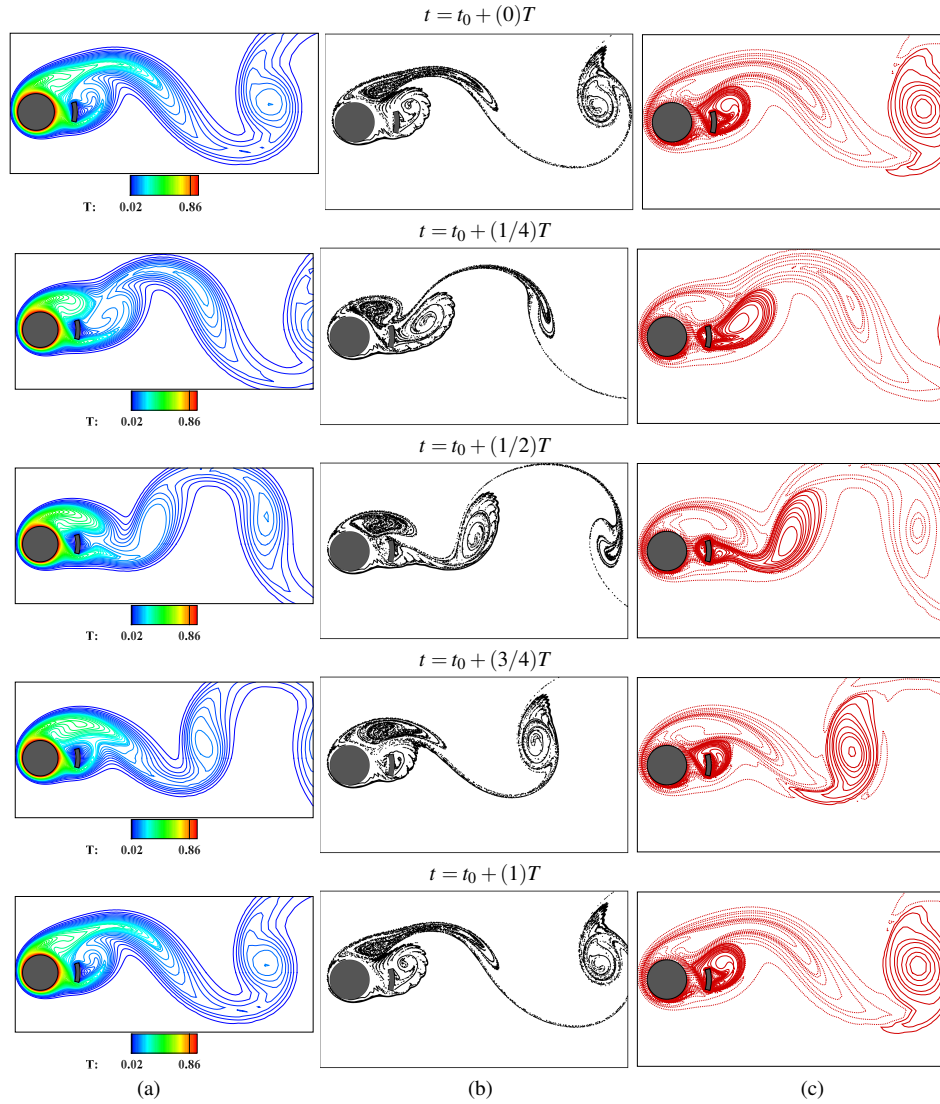 t = t₀ + (0)T
T: 0.02 0.86
t = t₀ + (1/4)T
T: 0.02 0.86
t = t₀ + (1/2)T
T: 0.02 0.86
t = t₀ + (3/4)T
T: 0.02 0.86
t = t₀ + (1)T
T: 0.02 0.86
(a) (b) (c)